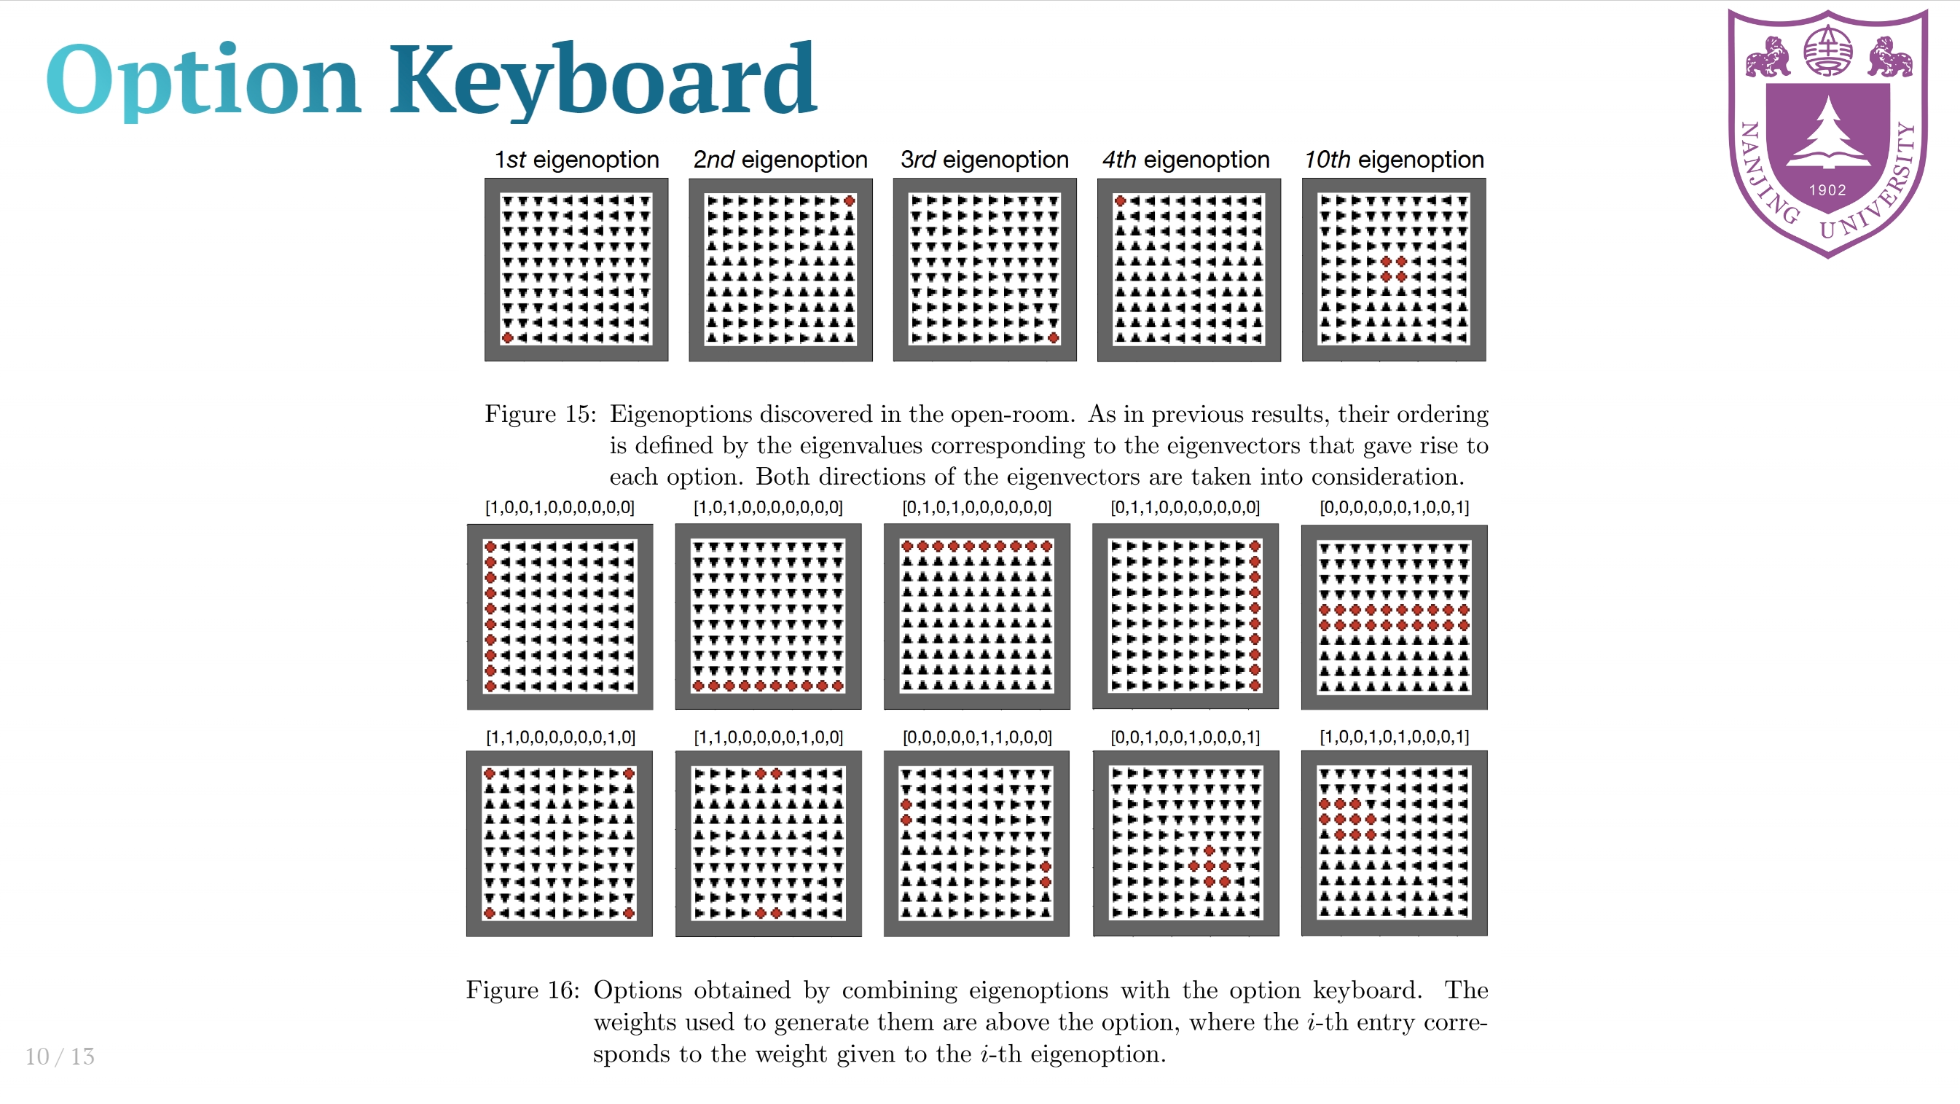 Option Keyboard
NANJING UNIVERSITY
1902
1st eigenoption 2nd eigenoption 3rd eigenoption 4th eigenoption 10th eigenoption
Figure 15: Eigenoptions discovered in the open-room. As in previous results, their ordering
is defined by the eigenvalues corresponding to the eigenvectors that gave rise to
each option. Both directions of the eigenvectors are taken into consideration.
[1,0,0,1,0,0,0,0,0,0] [1,0,1,0,0,0,0,0,0,0] [0,1,0,1,0,0,0,0,0,0] [0,1,1,0,0,0,0,0,0,0] [0,0,0,0,0,0,1,0,0,1]
[1,1,0,0,0,0,0,0,1,0] [1,1,0,0,0,0,0,1,0,0] [0,0,0,0,0,1,1,0,0,0] [0,0,1,0,0,1,0,0,0,1] [1,0,0,1,0,1,0,0,0,1]
Figure 16: Options obtained by combining eigenoptions with the option keyboard. The
weights used to generate them are above the option, where the i-th entry corre-
sponds to the weight given to the i-th eigenoption.
10 / 13